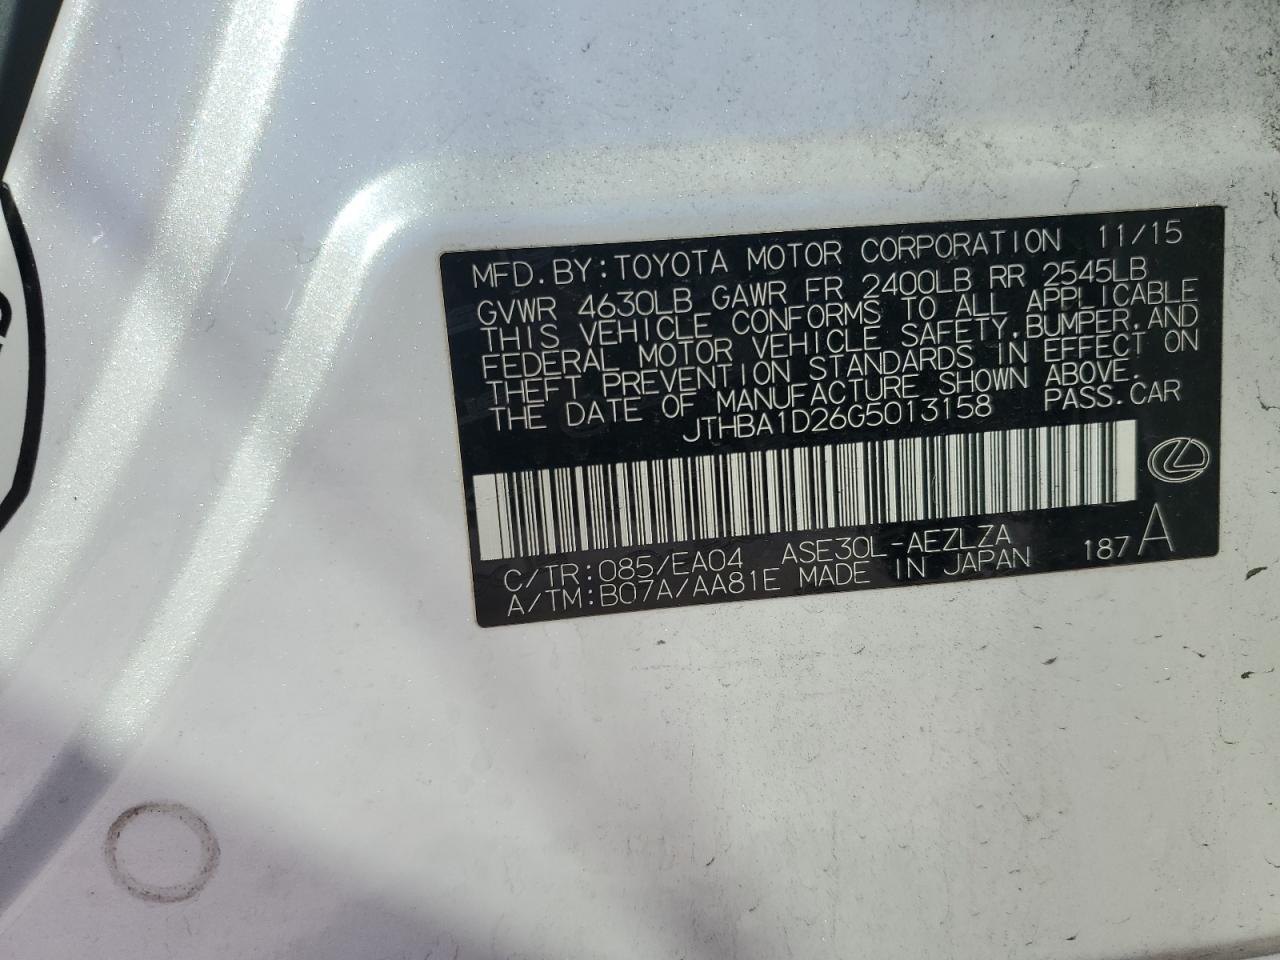 MFD.BY:TOYOTA MOTOR CORPORATION 11/15
GVWR 4630LB GAWR FR 2400LB RR 2545LB
THIS VEHICLE CONFORMS TO ALL APPLICABLE
FEDERAL MOTOR VEHICLE SAFETY,BUMPER,AND
THEFT PREVENTION STANDARDS IN EFFECT ON
THE DATE OF MANUFACTURE SHOWN ABOVE.
JTHBA1D26G5013158 PASS.CAR
C/TR:085/EA04 ASE30L-AEZLZA 187A
A/TM:B07A/AA81E MADE IN JAPAN